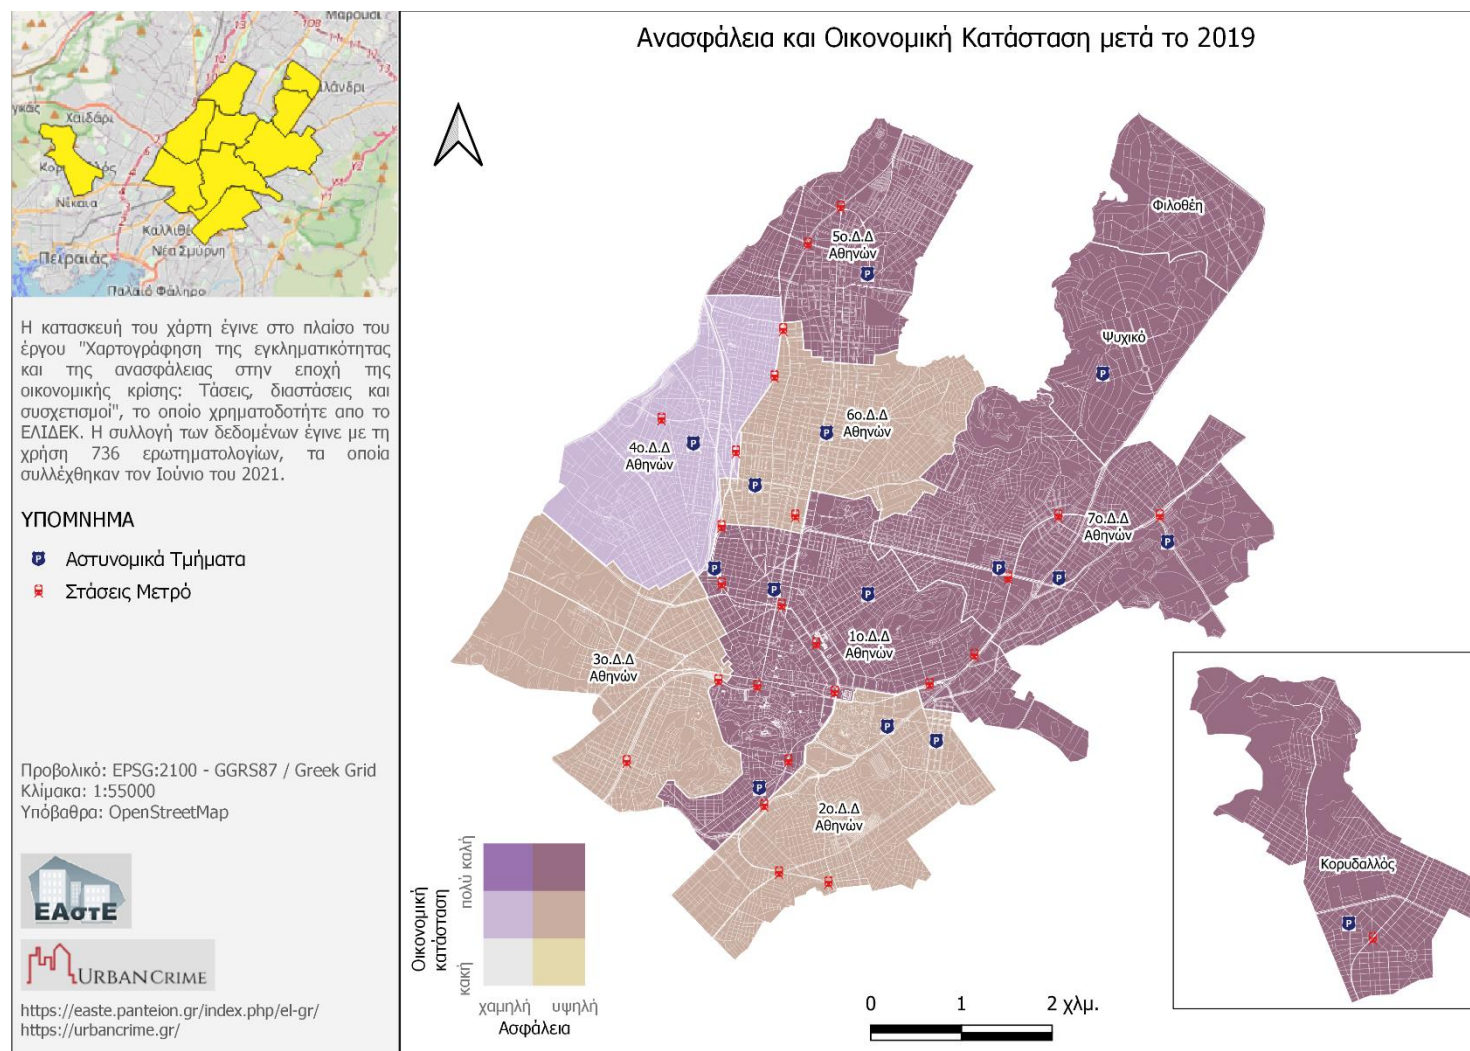 Ανασφάλεια και Οικονομική Κατάσταση μετά το 2019
Μαρούσι
Χαϊδάρι
Νίκαια
Πειραιάς
Νέα Σμύρνη
Παλαιό Φάληρο
Η κατασκευή του χάρτη έγινε στο πλαίσο του
έργου "Χαρτογράφηση της εγκληματικότητας
και της ανασφάλειας στην εποχή της
οικονομικής κρίσης: Τάσεις, διαστάσεις και
συσχετισμοί", το οποίο χρηματοδοτήτε απο το
ΕΛΙΔΕΚ. Η συλλογή των δεδομένων έγινε με τη
χρήση 736 ερωτηματολογίων, τα οποία
συλλέχθηκαν τον Ιούνιο του 2021.
ΥΠΟΜΝΗΜΑ
P Αστυνομικά Τμήματα
Στάσεις Μετρό
Προβολικό: EPSG:2100 - GGRS87 / Greek Grid
Κλίμακα: 1:55000
Υπόβαθρα: OpenStreetMap
ΕΑστΕ
URBAN CRIME
https://easte.panteion.gr/index.php/el-gr/
https://urbancrime.gr/
Φιλοθέη
5ο.Δ.Δ
Αθηνών
Ψυχικό
6ο.Δ.Δ
Αθηνών
4ο.Δ.Δ
Αθηνών
7ο.Δ.Δ
Αθηνών
1ο.Δ.Δ
Αθηνών
3ο.Δ.Δ
Αθηνών
2ο.Δ.Δ
Αθηνών
Κορυδαλλός
Οικονομική
κατάσταση
πολύ καλή
κακή
χαμηλή υψηλή
Ασφάλεια
0 1 2 χλμ.